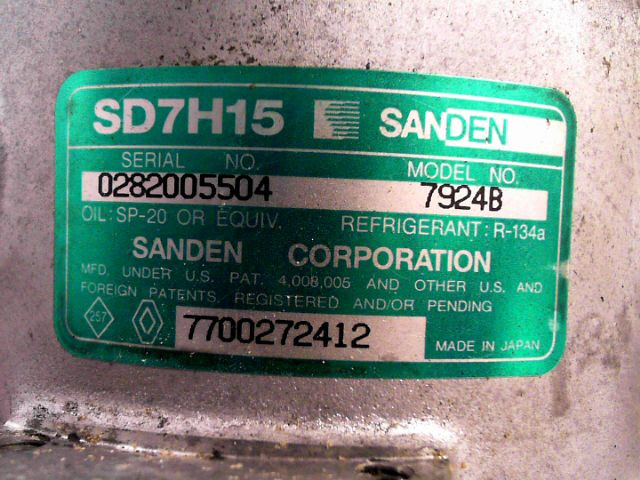 SD7H15 SANDEN
SERIAL NO. MODEL NO.
0282005504 7924B
OIL: SP-20 OR EQUIV. REFRIGERANT: R-134a
SANDEN CORPORATION
MFD. UNDER U.S. PAT. 4,008,005 AND OTHER U.S. AND
FOREIGN PATENTS, REGISTERED AND/OR PENDING
257 7700272412
MADE IN JAPAN